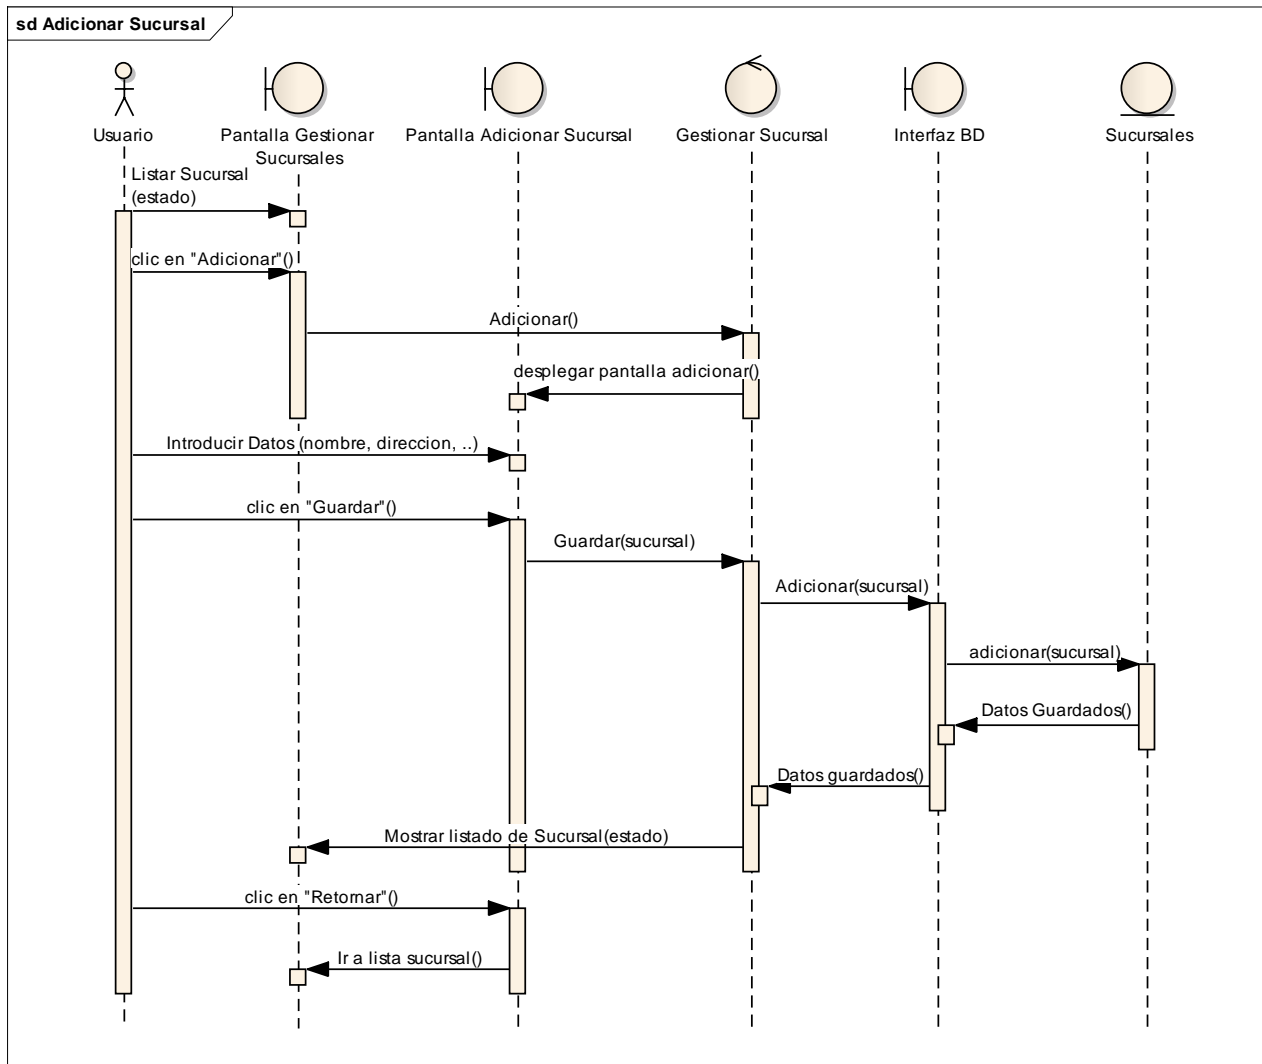 sd Adicionar Sucursal
Usuario
Pantalla Gestionar
Sucursales
Pantalla Adicionar Sucursal
Gestionar Sucursal
Interfaz BD
Sucursales
Listar Sucursal
(estado)
clic en "Adicionar"()
Adicionar()
desplegar pantalla adicionar()
Introducir Datos (nombre, direccion, ..)
clic en "Guardar"()
Guardar(sucursal)
Adicionar(sucursal)
adicionar(sucursal)
Datos Guardados()
Datos guardados()
Mostrar listado de Sucursal(estado)
clic en "Retornar"()
Ir a lista sucursal()